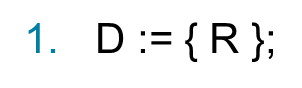 1. D := { R };